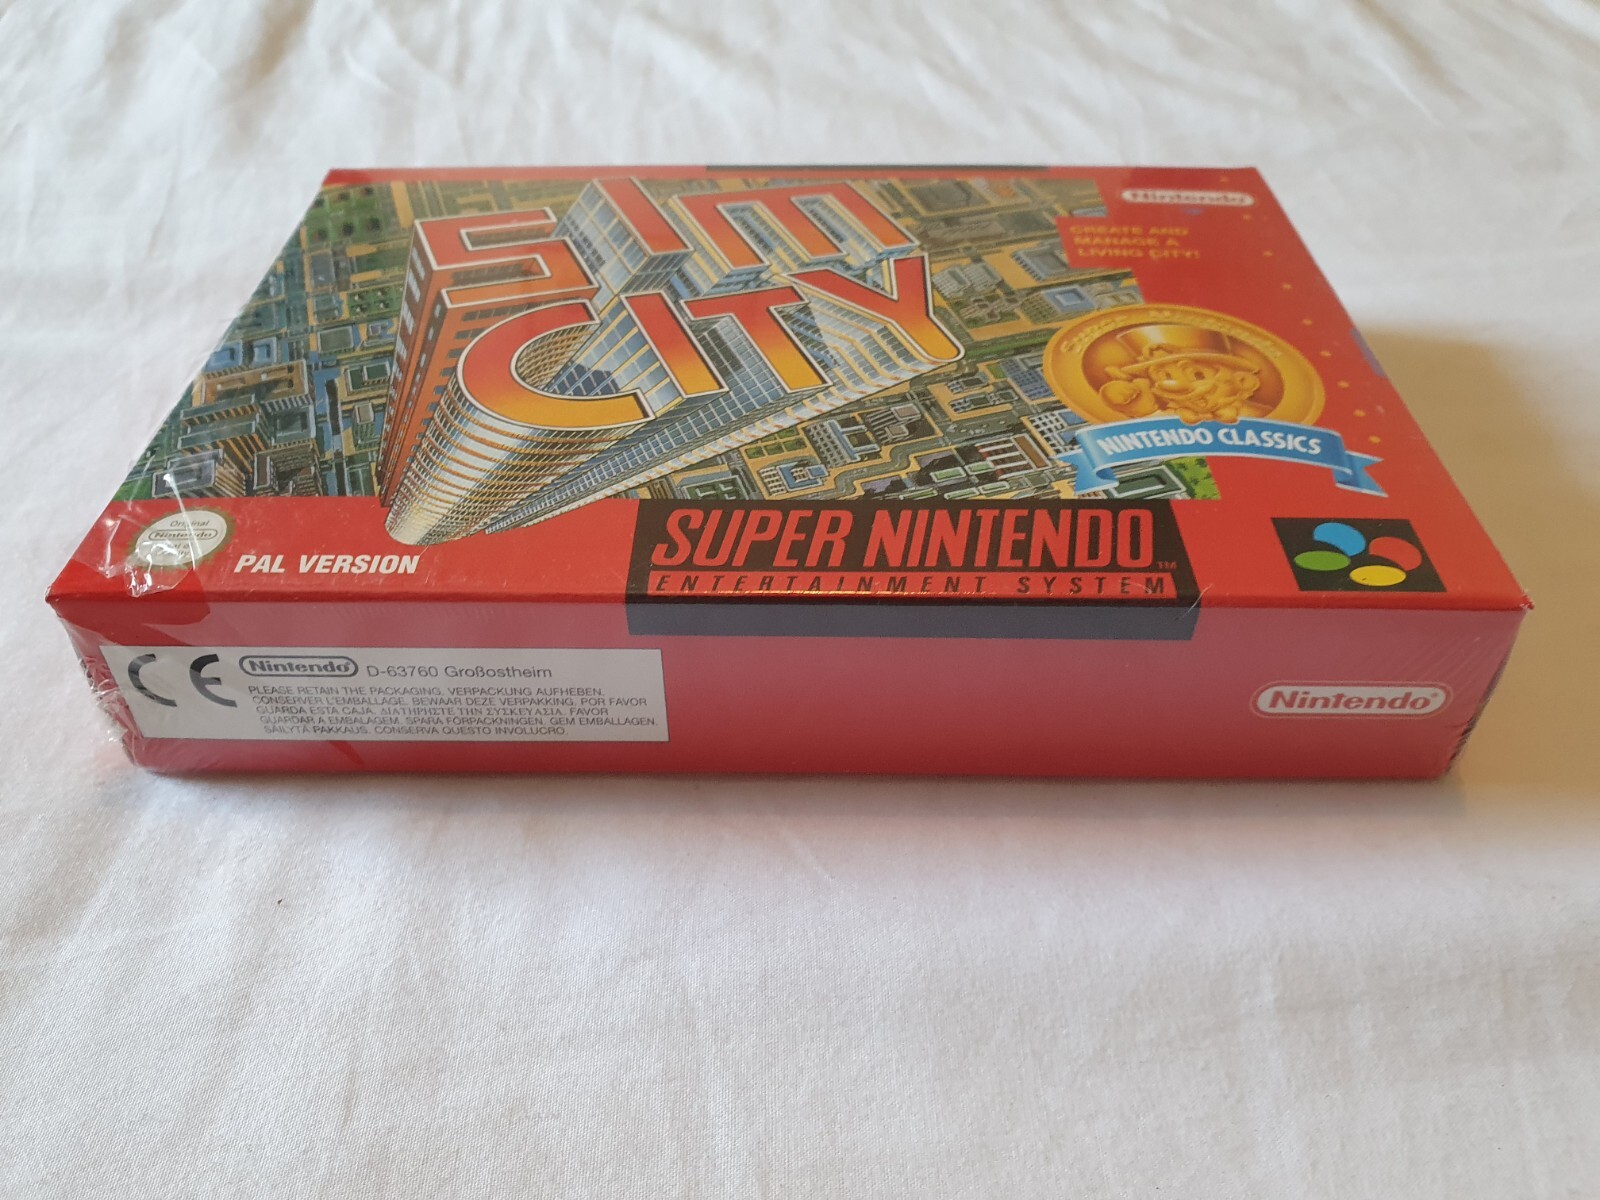 Nintendo
CREATE AND
MANAGE A
LIVING CITY!
SIM
CITY
NINTENDO CLASSICS
Original
Nintendo
PAL VERSION
SUPER NINTENDO™
ENTERTAINMENT SYSTEM
CE Nintendo D-63760 Großostheim
PLEASE RETAIN THE PACKAGING. VERPACKUNG AUFHEBEN.
CONSERVER L'EMBALLAGE. BEWAAR DEZE VERPAKKING. POR FAVOR
GUARDA ESTA CAJA. ΔΙΑΤΗΡΗΣΤΕ ΤΗΝ ΣΥΣΚΕΥΑΣΙΑ. FAVOR
GUARDAR A EMBALAGEM. SPARA FÖRPACKNINGEN. GEM EMBALLAGEN.
SÄILYTÄ PAKKAUS. CONSERVA QUESTO INVOLUCRO.
Nintendo®